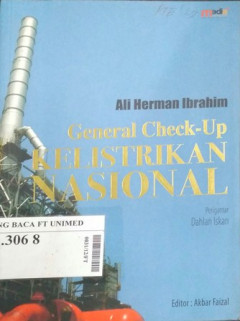 Ali Herman Ibrahim
General Check-Up
KELISTRIKAN
NASIONAL
Pengantar
Dahlan Iskan
NG BACA FT UNIMED
.306 8
Editor : Akbar Faizal